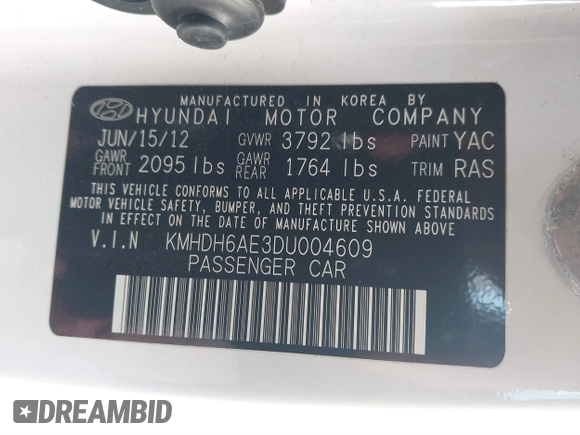 MANUFACTURED IN KOREA BY
HYUNDAI MOTOR COMPANY
JUN/15/12 GVWR 3792 lbs PAINT YAC
GAWR FRONT 2095 lbs GAWR REAR 1764 lbs TRIM RAS
THIS VEHICLE CONFORMS TO ALL APPLICABLE U.S.A. FEDERAL
MOTOR VEHICLE SAFETY, BUMPER, AND THEFT PREVENTION STANDARDS
IN EFFECT ON THE DATE OF MANUFACTURE SHOWN ABOVE
V.I.N KMHDH6AE3DU004609
PASSENGER CAR
DREAMBID